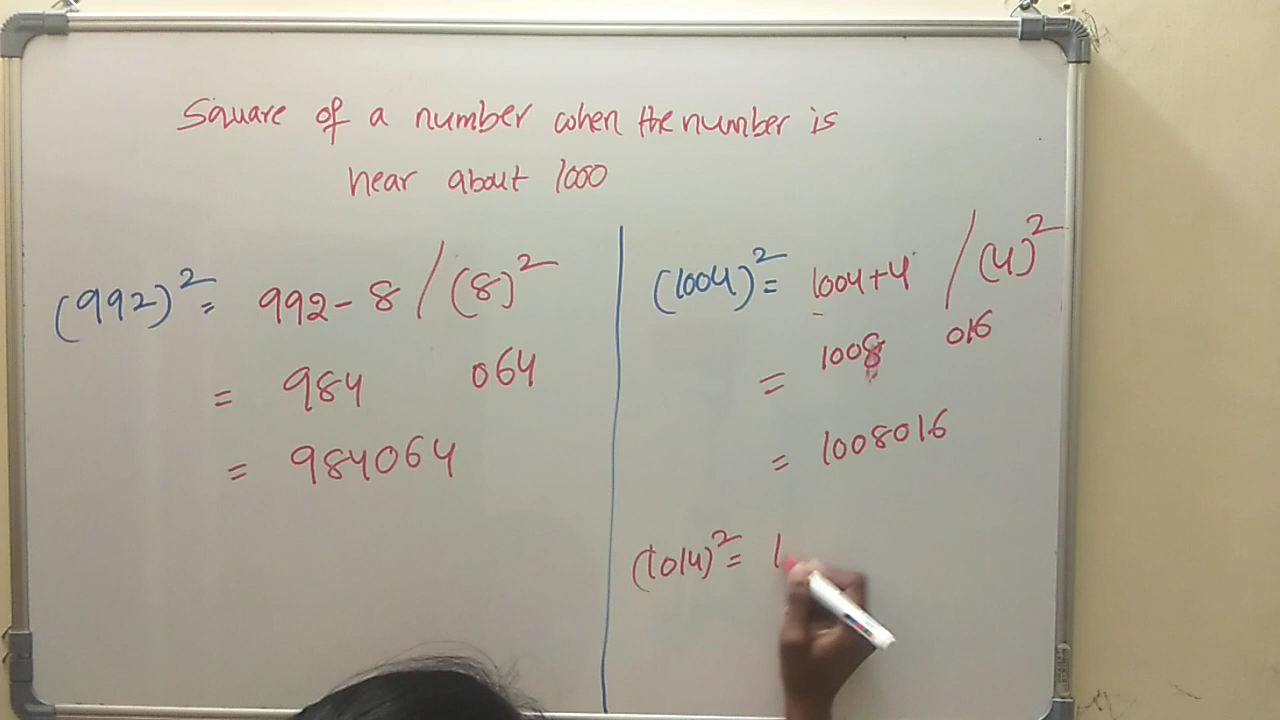 Square of a number when the number is
near about 1000
(992)² = 992 - 8 / (8)²
= 984 064
= 984064
(1004)² = 1004+4 / (4)²
= 1008 016
= 1008016
(1014)² = 1